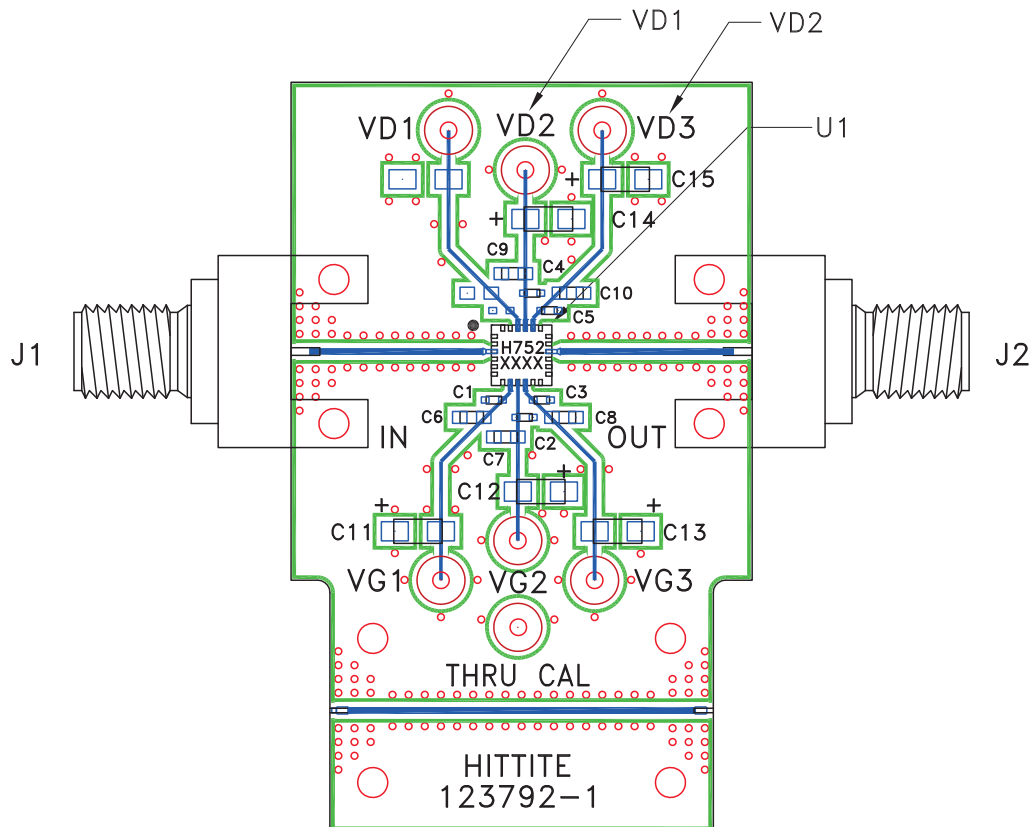 VD1
VD2
VD1
VD2
VD3
U1
+
C15
+
C14
C9
C4
C10
C5
J1
H752
XXXX
J2
C1
C3
C6
C8
IN
OUT
C2
C7
C12
+
+
+
C11
C13
VG1
VG2
VG3
THRU CAL
HITTITE
123792-1